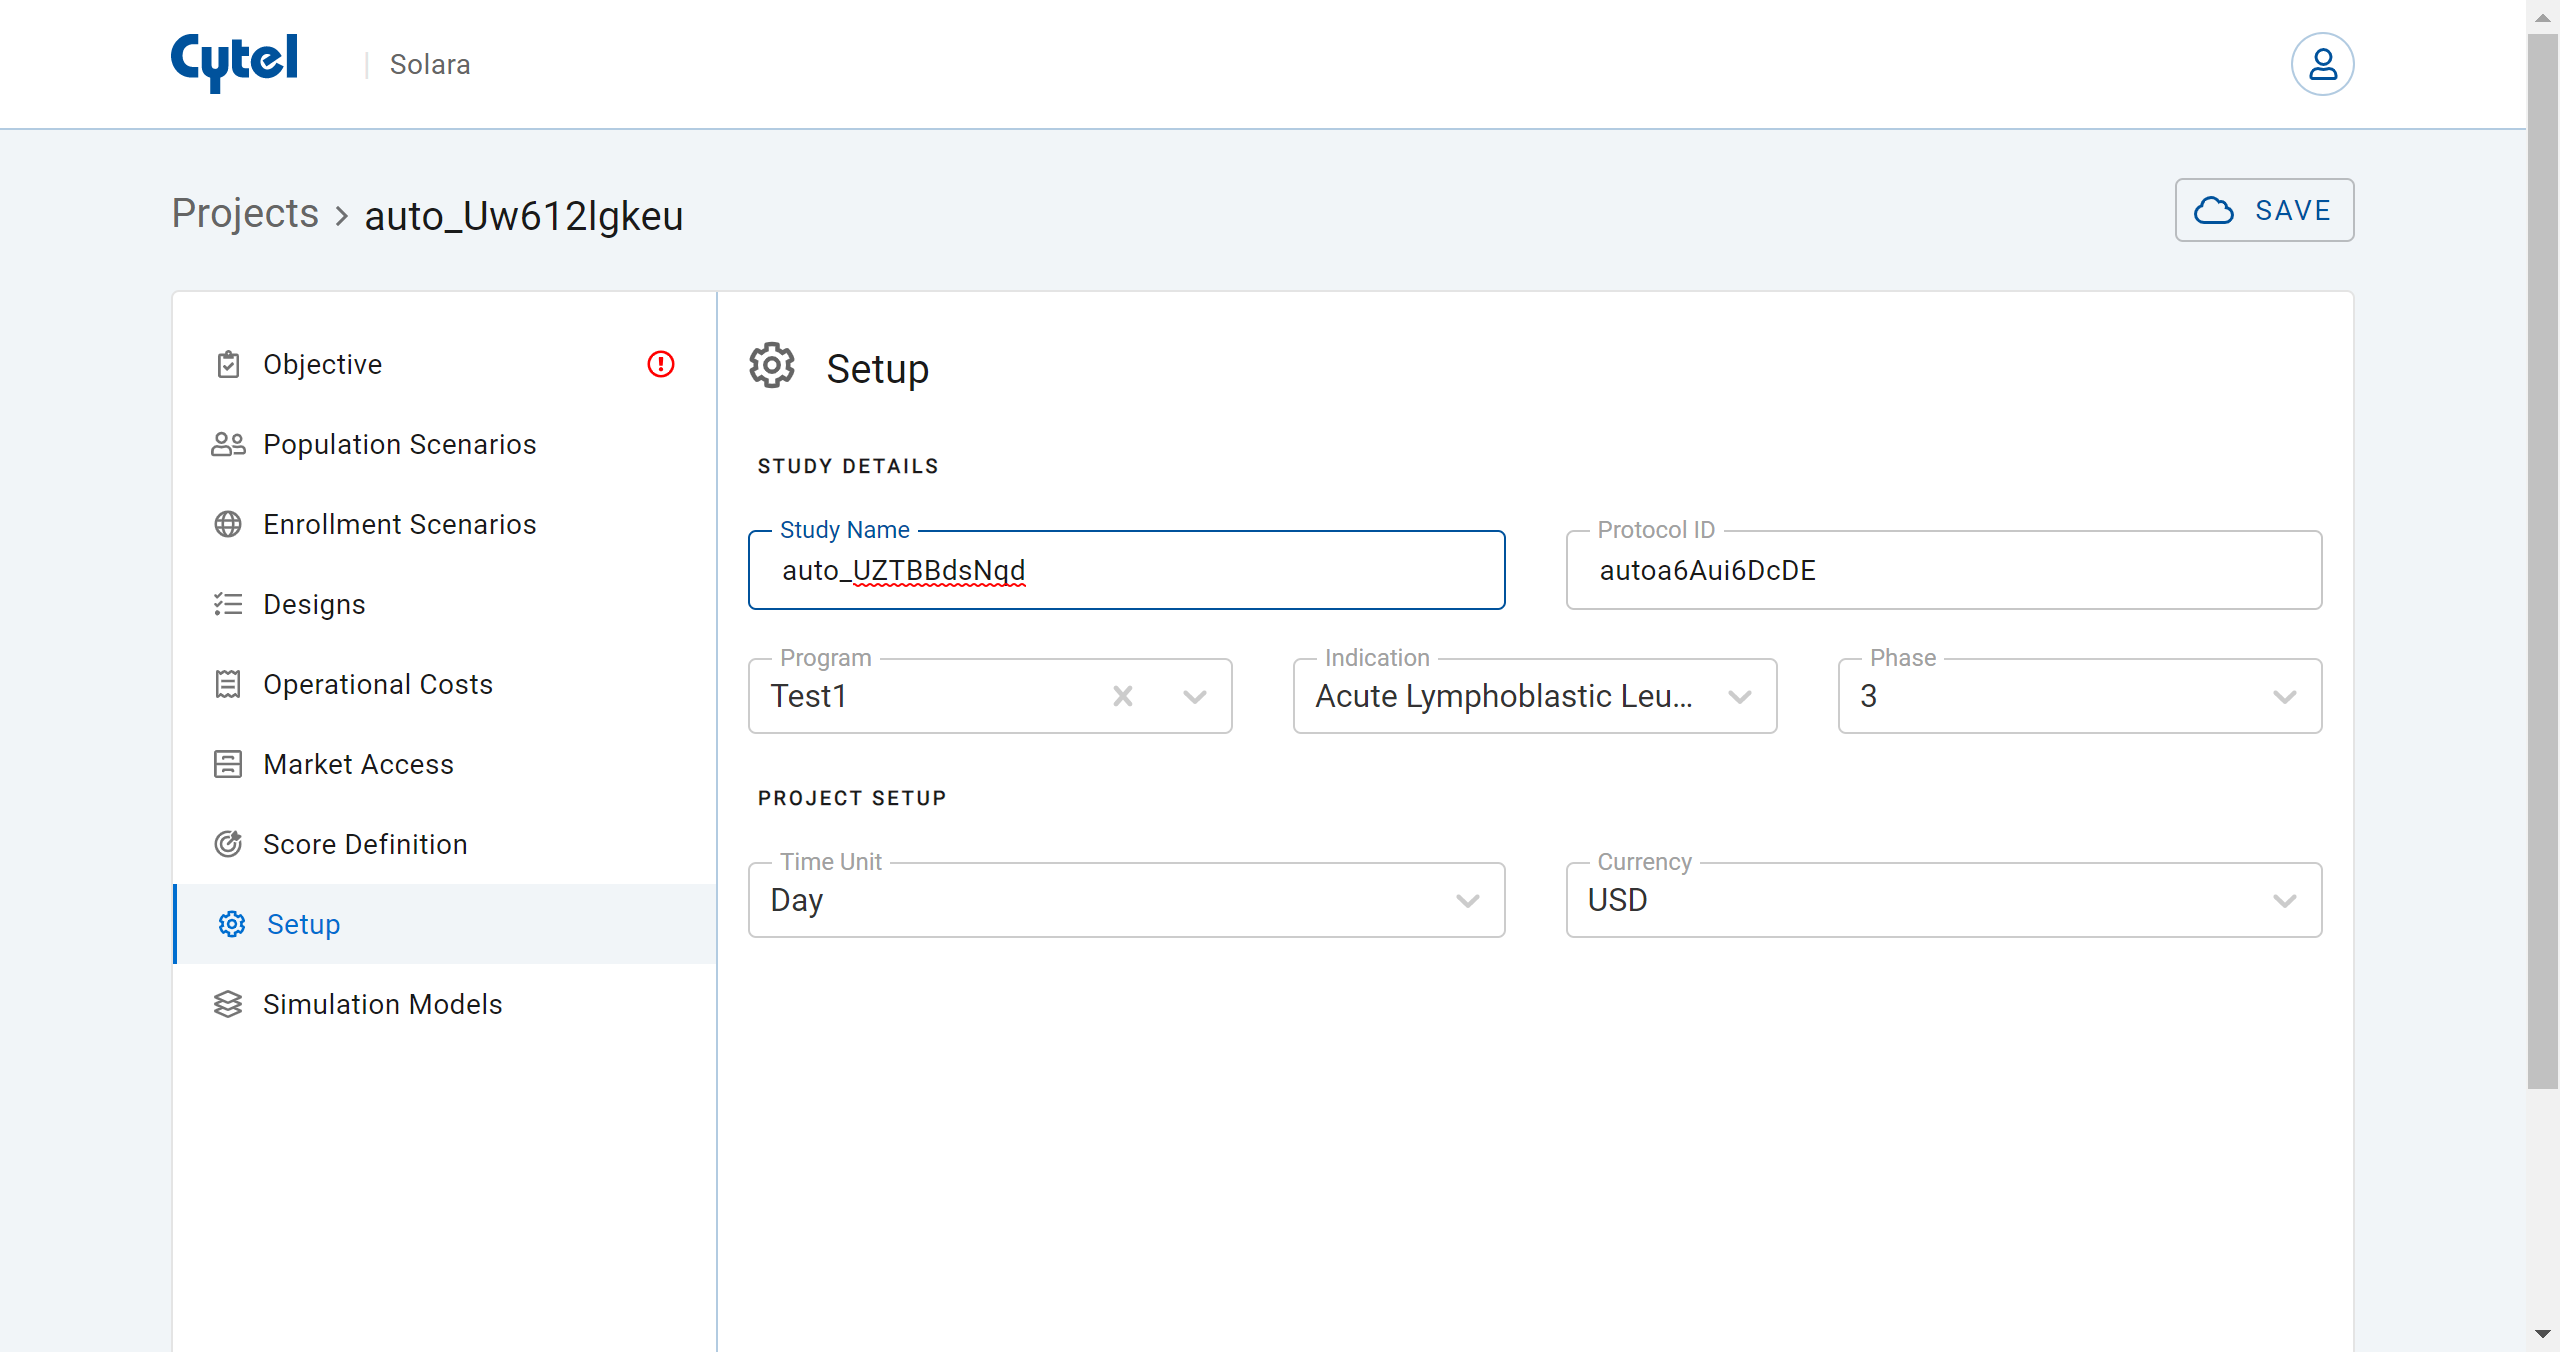 Cytel | Solara
Projects > auto_Uw612Igkeu
SAVE
Objective
Population Scenarios
Enrollment Scenarios
Designs
Operational Costs
Market Access
Score Definition
Setup
Simulation Models
Setup
STUDY DETAILS
Study Name
auto_UZTBBdsNqd
Protocol ID
autoa6Aui6DcDE
Program
Test1
Indication
Acute Lymphoblastic Leu...
Phase
3
PROJECT SETUP
Time Unit
Day
Currency
USD